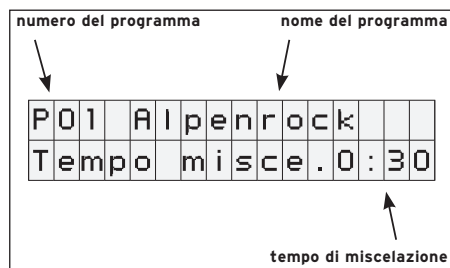 numero del programma nome del programma
P01 Alpenrock
Tempo misce.0:30
tempo di miscelazione